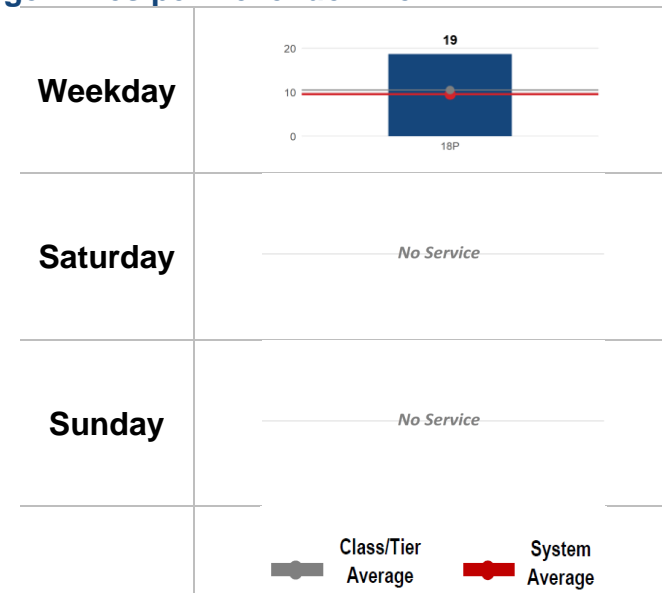 Weekday
20
19
10
0
18P
Saturday
No Service
Sunday
No Service
Class/Tier
Average
System
Average